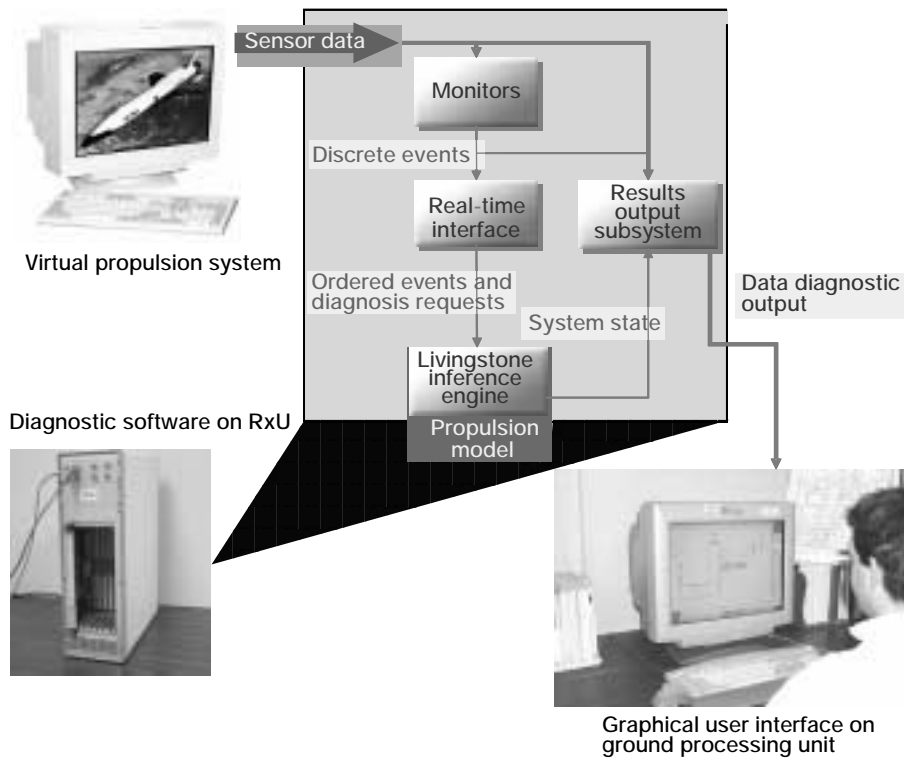 Sensor data
Monitors
Discrete events
Real-time
interface
Results
output
subsystem
Virtual propulsion system
Ordered events and
diagnosis requests
System state
Data diagnostic
output
Livingstone
inference
engine
Propulsion
model
Diagnostic software on RxU
Graphical user interface on
ground processing unit